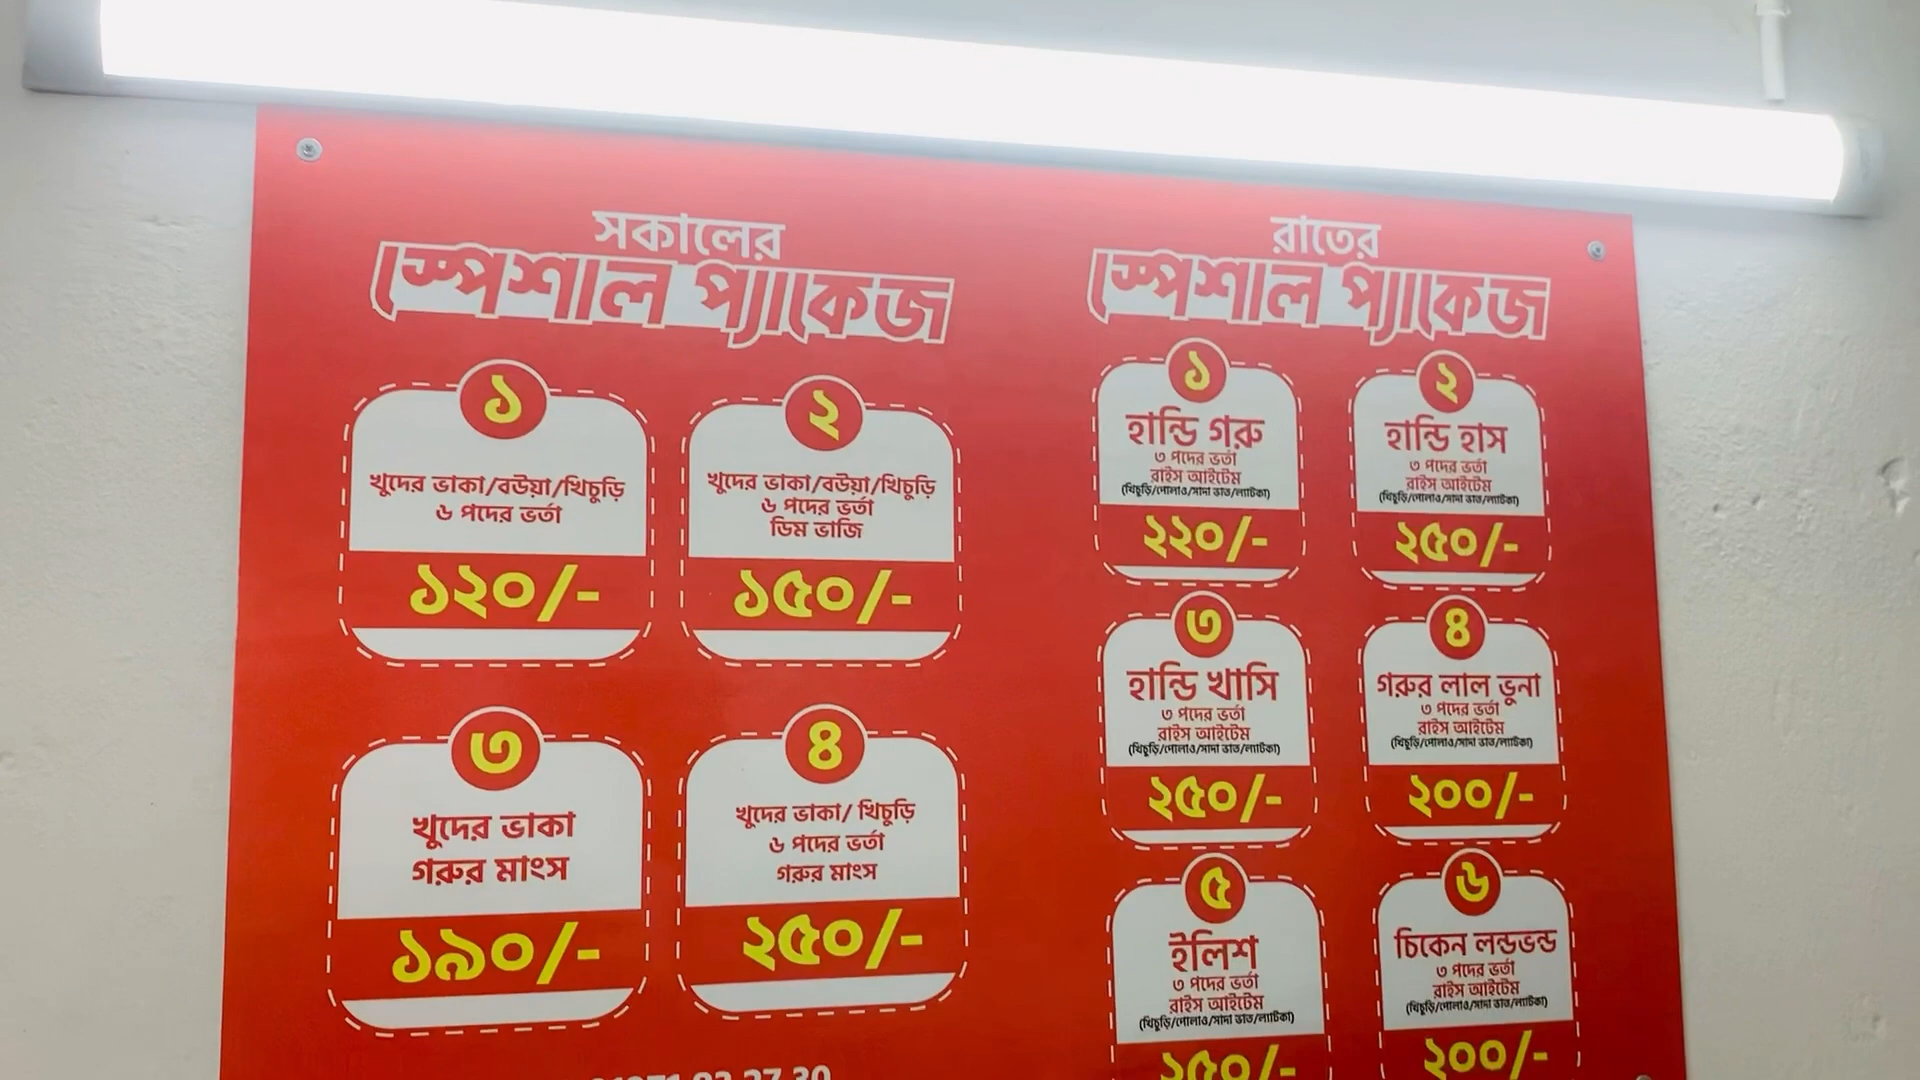 সকালের
স্পেশাল প্যাকেজ
১
খুদের ভাকা/বউয়া/খিচুড়ি
৬ পদের ভর্তা
১২০/-
২
খুদের ভাকা/বউয়া/খিচুড়ি
৬ পদের ভর্তা
ডিম ভাজি
১৫০/-
৩
খুদের ভাকা
গরুর মাংস
১৯০/-
৪
খুদের ভাকা/ খিচুড়ি
৬ পদের ভর্তা
গরুর মাংস
২৫০/-
রাতের
স্পেশাল প্যাকেজ
১
হান্ডি গরু
৩ পদের ভর্তা
রাইস আইটেম
(খিচুড়ি/পোলাও/সাদা ভাত/ল্যাটকা)
২২০/-
২
হান্ডি হাস
৩ পদের ভর্তা
রাইস আইটেম
(খিচুড়ি/পোলাও/সাদা ভাত/ল্যাটকা)
২৫০/-
৩
হান্ডি খাসি
৩ পদের ভর্তা
রাইস আইটেম
(খিচুড়ি/পোলাও/সাদা ভাত/ল্যাটকা)
২৫০/-
৪
গরুর লাল ভুনা
৩ পদের ভর্তা
রাইস আইটেম
(খিচুড়ি/পোলাও/সাদা ভাত/ল্যাটকা)
২০০/-
৫
ইলিশ
৩ পদের ভর্তা
রাইস আইটেম
(খিচুড়ি/পোলাও/সাদা ভাত/ল্যাটকা)
২৫০/-
৬
চিকেন লন্ডভন্ড
৩ পদের ভর্তা
রাইস আইটেম
(খিচুড়ি/পোলাও/সাদা ভাত/ল্যাটকা)
২০০/-